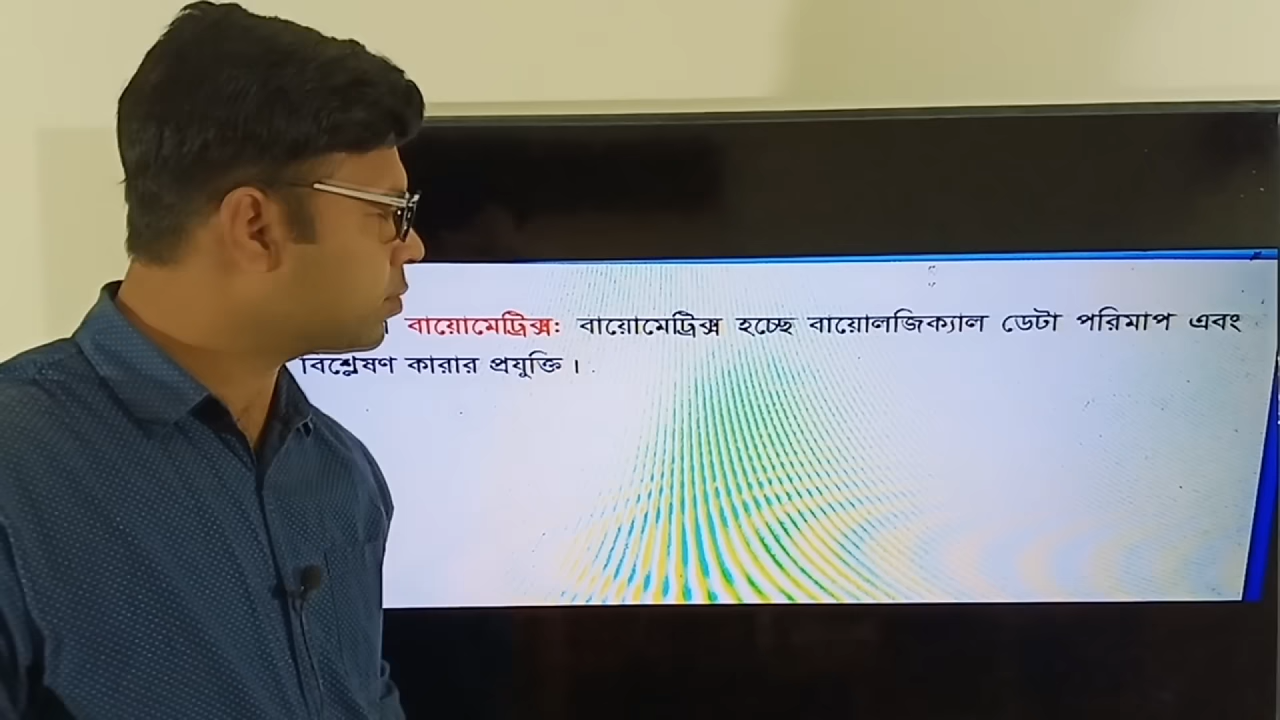 বায়োমেট্রিক্স: বায়োমেট্রিক্স হচ্ছে বায়োলজিক্যাল ডেটা পরিমাপ এবং
বিশ্লেষণ কারার প্রযুক্তি।